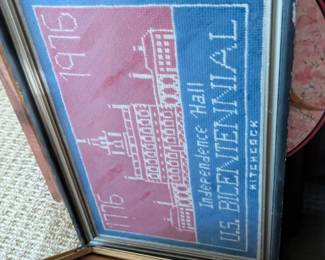 1776 1976
Independence Hall
U.S. BICENTENNIAL
HITCHCOCK